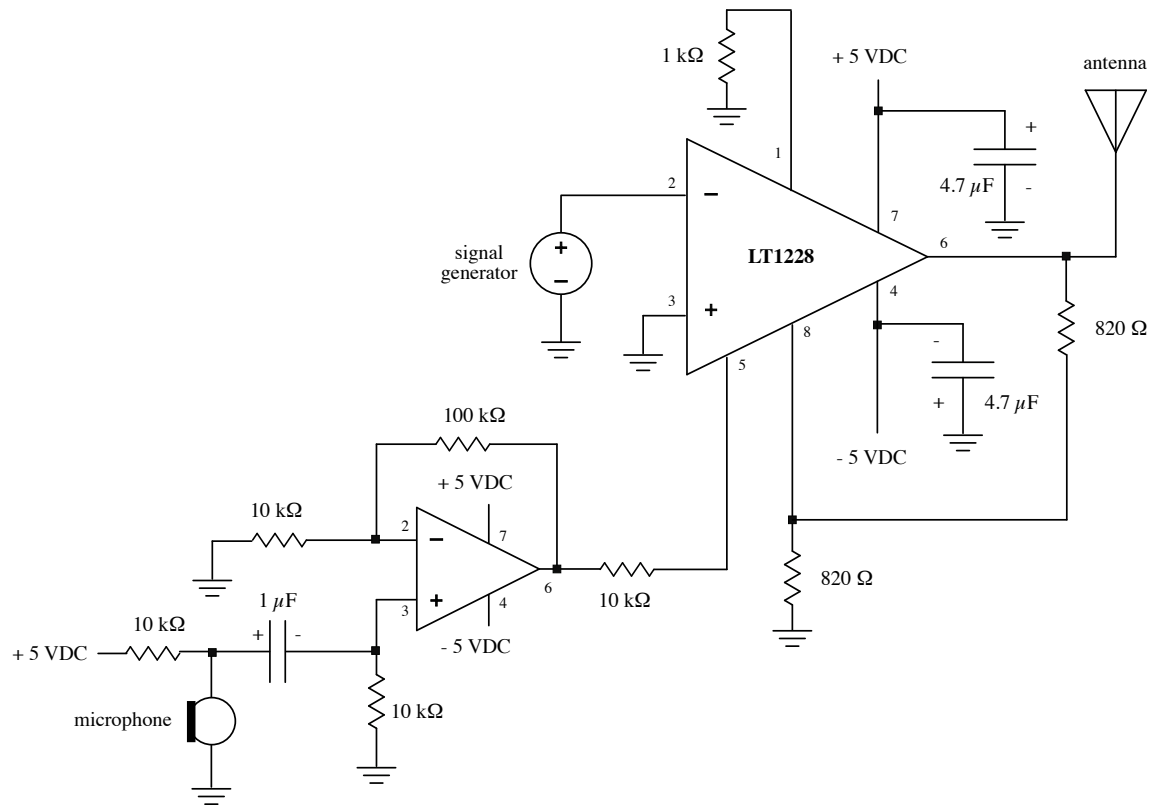 1 kΩ
+ 5 VDC
antenna
1
+
4.7 µF
-
2
−
7
signal
generator
+
−
LT1228
6
3
+
4
8
820 Ω
5
-
+
4.7 µF
100 kΩ
- 5 VDC
+ 5 VDC
10 kΩ
2
−
7
6
10 kΩ
820 Ω
3
+
4
1 µF
- 5 VDC
10 kΩ
+
-
+ 5 VDC
microphone
10 kΩ